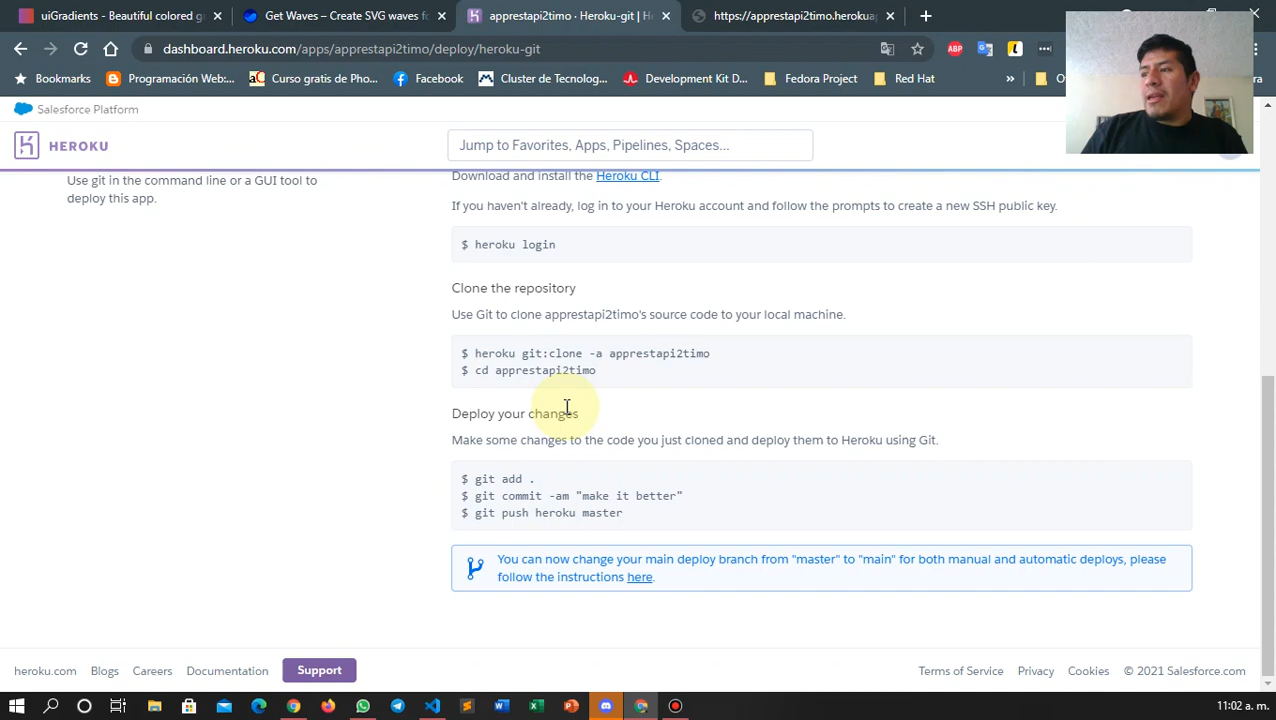 uiGradients - Beautiful colored g
Get Waves – Create SVG waves fo
apprestapi2timo · Heroku-git | He
https://apprestapi2timo.herokuap
dashboard.heroku.com/apps/apprestapi2timo/deploy/heroku-git
ABP
Bookmarks
Programación Web:...
Curso gratis de Pho...
Facebook
Cluster de Tecnolog...
Development Kit D...
Fedora Project
Red Hat
»
Salesforce Platform
HEROKU
Jump to Favorites, Apps, Pipelines, Spaces...
Use git in the command line or a GUI tool to
deploy this app.
Download and install the Heroku CLI.
If you haven't already, log in to your Heroku account and follow the prompts to create a new SSH public key.
$ heroku login
Clone the repository
Use Git to clone apprestapi2timo's source code to your local machine.
$ heroku git:clone -a apprestapi2timo
$ cd apprestapi2timo
Deploy your changes
Make some changes to the code you just cloned and deploy them to Heroku using Git.
$ git add .
$ git commit -am "make it better"
$ git push heroku master
You can now change your main deploy branch from "master" to "main" for both manual and automatic deploys, please
follow the instructions here.
heroku.com Blogs Careers Documentation Support Terms of Service Privacy Cookies © 2021 Salesforce.com
11:02 a. m.